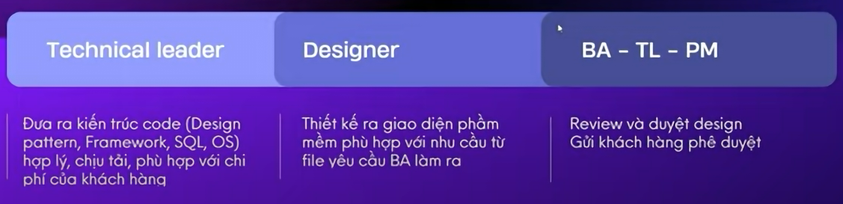 Technical leader
Designer
BA - TL - PM
Đưa ra kiến trúc code (Design
pattern, Framework, SQL, OS)
hợp lý, chịu tải, phù hợp với chi
phí của khách hàng
Thiết kế ra giao diện phầm
mềm phù hợp với nhu cầu từ
file yêu cầu BA làm ra
Review và duyệt design
Gửi khách hàng phê duyệt